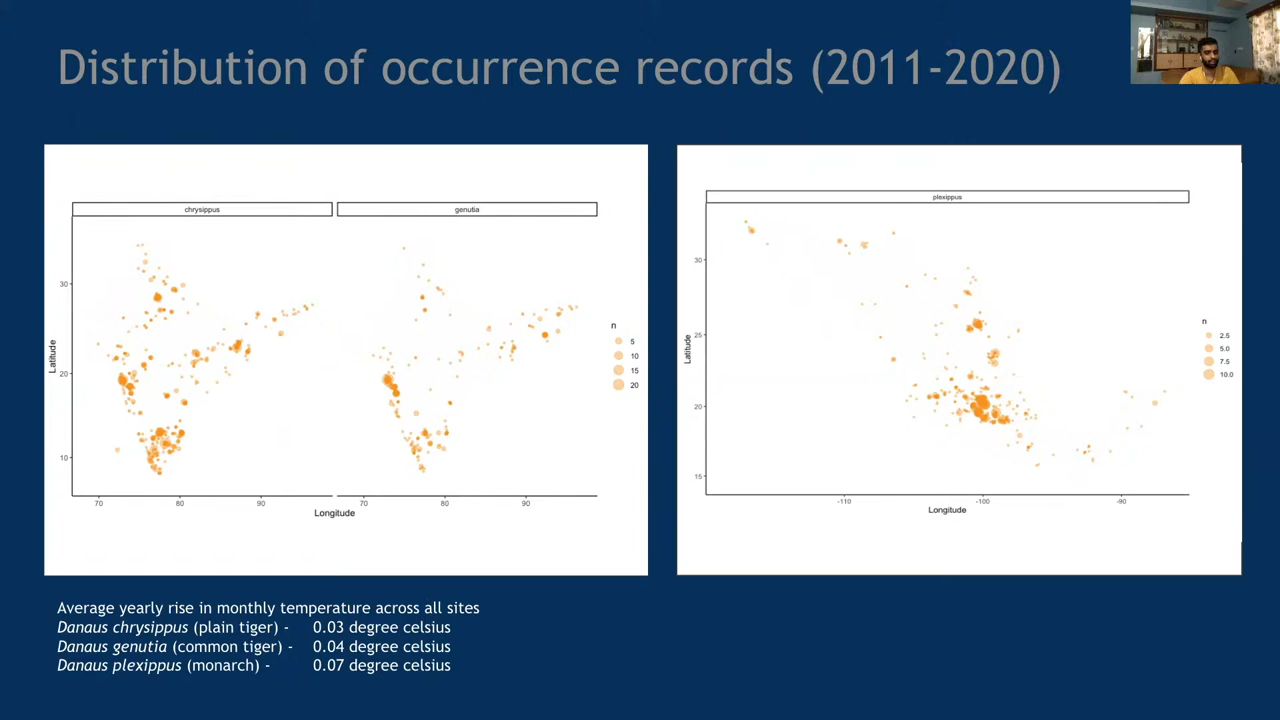 Distribution of occurrence records (2011-2020)
chrysippus
genutia
Latitude
30
20
10
70
80
90
70
80
90
Longitude
n
5
10
15
20
plexippus
Latitude
30
25
20
15
-110
-100
-90
Longitude
n
2.5
5.0
7.5
10.0
Average yearly rise in monthly temperature across all sites
Danaus chrysippus (plain tiger) - 0.03 degree celsius
Danaus genutia (common tiger) - 0.04 degree celsius
Danaus plexippus (monarch) - 0.07 degree celsius